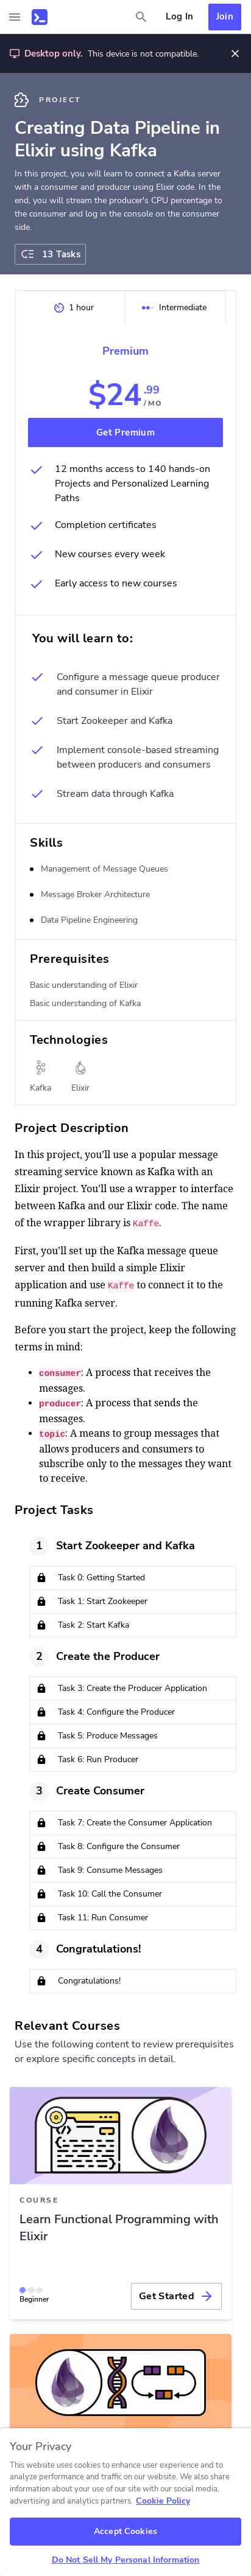 Log In
Join
Desktop only. This device is not compatible.
PROJECT
Creating Data Pipeline in
Elixir using Kafka
In this project, you will learn to connect a Kafka server
with a consumer and producer using Elixir code. In the
end, you will stream the producer's CPU percentage to
the consumer and log in the console on the consumer
side.
13 Tasks
1 hour
Intermediate
Premium
$24.99
/ MO
Get Premium
12 months access to 140 hands-on
Projects and Personalized Learning
Paths
Completion certificates
New courses every week
Early access to new courses
You will learn to:
Configure a message queue producer
and consumer in Elixir
Start Zookeeper and Kafka
Implement console-based streaming
between producers and consumers
Stream data through Kafka
Skills
Management of Message Queues
Message Broker Architecture
Data Pipeline Engineering
Prerequisites
Basic understanding of Elixir
Basic understanding of Kafka
Technologies
Kafka
Elixir
Project Description
In this project, you'll use a popular message
streaming service known as Kafka with an
Elixir project. You'll use a wrapper to interface
between Kafka and our Elixir code. The name
of the wrapper library is Kaffe.
First, you'll set up the Kafka message queue
server and then build a simple Elixir
application and use Kaffe to connect it to the
running Kafka server.
Before you start the project, keep the following
terms in mind:
consumer: A process that receives the
messages.
producer: A process that sends the
messages.
topic: A means to group messages that
allows producers and consumers to
subscribe only to the messages they want
to receive.
Project Tasks
1 Start Zookeeper and Kafka
Task 0: Getting Started
Task 1: Start Zookeeper
Task 2: Start Kafka
2 Create the Producer
Task 3: Create the Producer Application
Task 4: Configure the Producer
Task 5: Produce Messages
Task 6: Run Producer
3 Create Consumer
Task 7: Create the Consumer Application
Task 8: Configure the Consumer
Task 9: Consume Messages
Task 10: Call the Consumer
Task 11: Run Consumer
4 Congratulations!
Congratulations!
Relevant Courses
Use the following content to review prerequisites
or explore specific concepts in detail.
COURSE
Learn Functional Programming with
Elixir
Beginner
Get Started
Your Privacy
This website uses cookies to enhance user experience and to
analyze performance and traffic on our website. We also share
information about your use of our site with our social media,
advertising and analytics partners. Cookie Policy
Accept Cookies
Do Not Sell My Personal Information